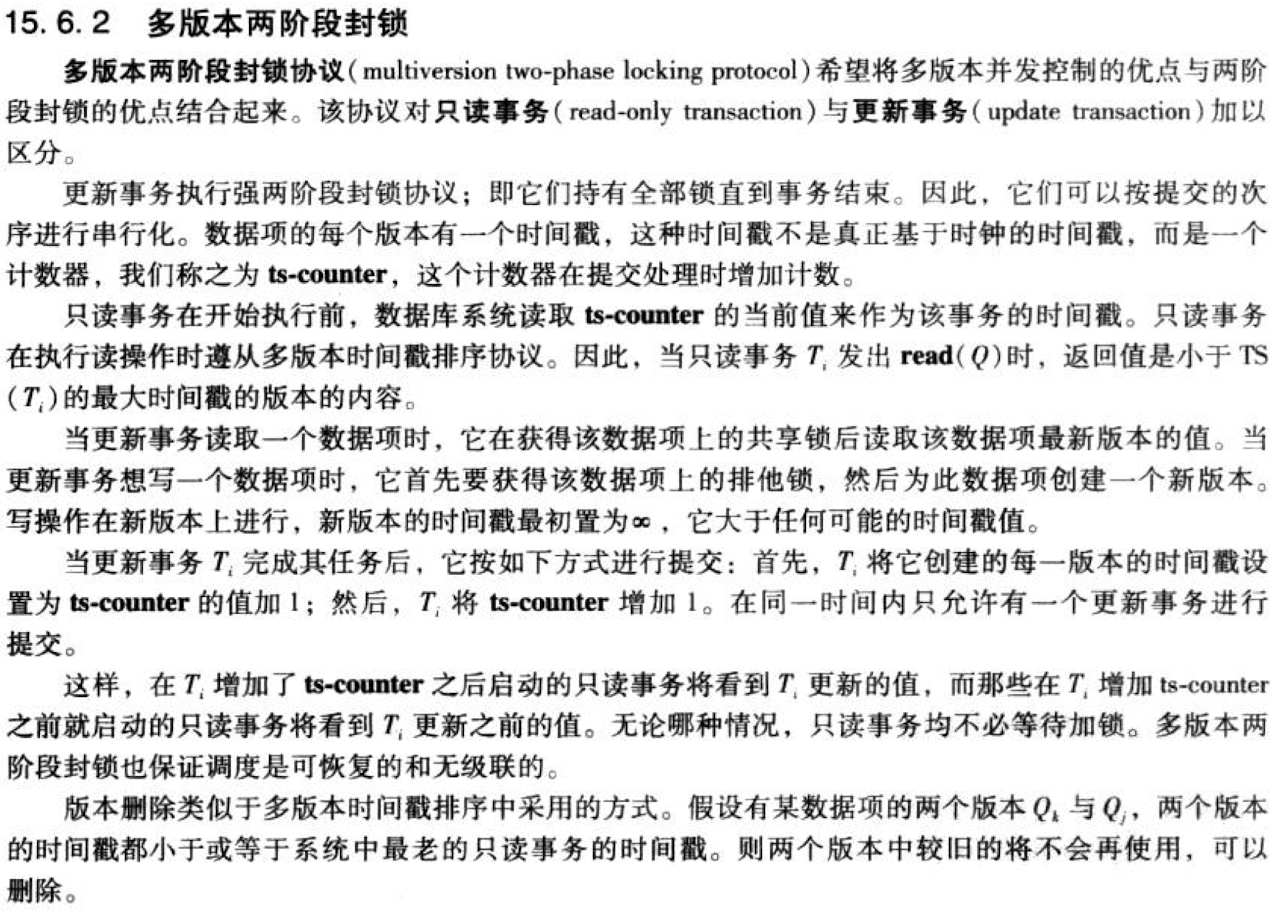 15.6.2 多版本两阶段封锁
多版本两阶段封锁协议(multiversion two-phase locking protocol)希望将多版本并发控制的优点与两阶
段封锁的优点结合起来。该协议对只读事务(read-only transaction)与更新事务(update transaction)加以
区分。
更新事务执行强两阶段封锁协议；即它们持有全部锁直到事务结束。因此，它们可以按提交的次
序进行串行化。数据项的每个版本有一个时间戳，这种时间戳不是真正基于时钟的时间戳，而是一个
计数器，我们称之为 ts-counter，这个计数器在提交处理时增加计数。
只读事务在开始执行前，数据库系统读取 ts-counter 的当前值来作为该事务的时间戳。只读事务
在执行读操作时遵从多版本时间戳排序协议。因此，当只读事务 Ti 发出 read(Q)时，返回值是小于 TS
(Ti)的最大时间戳的版本的内容。
当更新事务读取一个数据项时，它在获得该数据项上的共享锁后读取该数据项最新版本的值。当
更新事务想写一个数据项时，它首先要获得该数据项上的排他锁，然后为此数据项创建一个新版本。
写操作在新版本上进行，新版本的时间戳最初置为∞，它大于任何可能的时间戳值。
当更新事务 Ti 完成其任务后，它按如下方式进行提交：首先，Ti 将它创建的每一版本的时间戳设
置为 ts-counter 的值加 1；然后，Ti 将 ts-counter 增加 1。在同一时间内只允许有一个更新事务进行
提交。
这样，在 Ti 增加了 ts-counter 之后启动的只读事务将看到 Ti 更新的值，而那些在 Ti 增加 ts-counter
之前就启动的只读事务将看到 Ti 更新之前的值。无论哪种情况，只读事务均不必等待加锁。多版本两
阶段封锁也保证调度是可恢复的和无级联的。
版本删除类似于多版本时间戳排序中采用的方式。假设有某数据项的两个版本 Qk 与 Qj，两个版本
的时间戳都小于或等于系统中最老的只读事务的时间戳。则两个版本中较旧的将不会再使用，可以
删除。